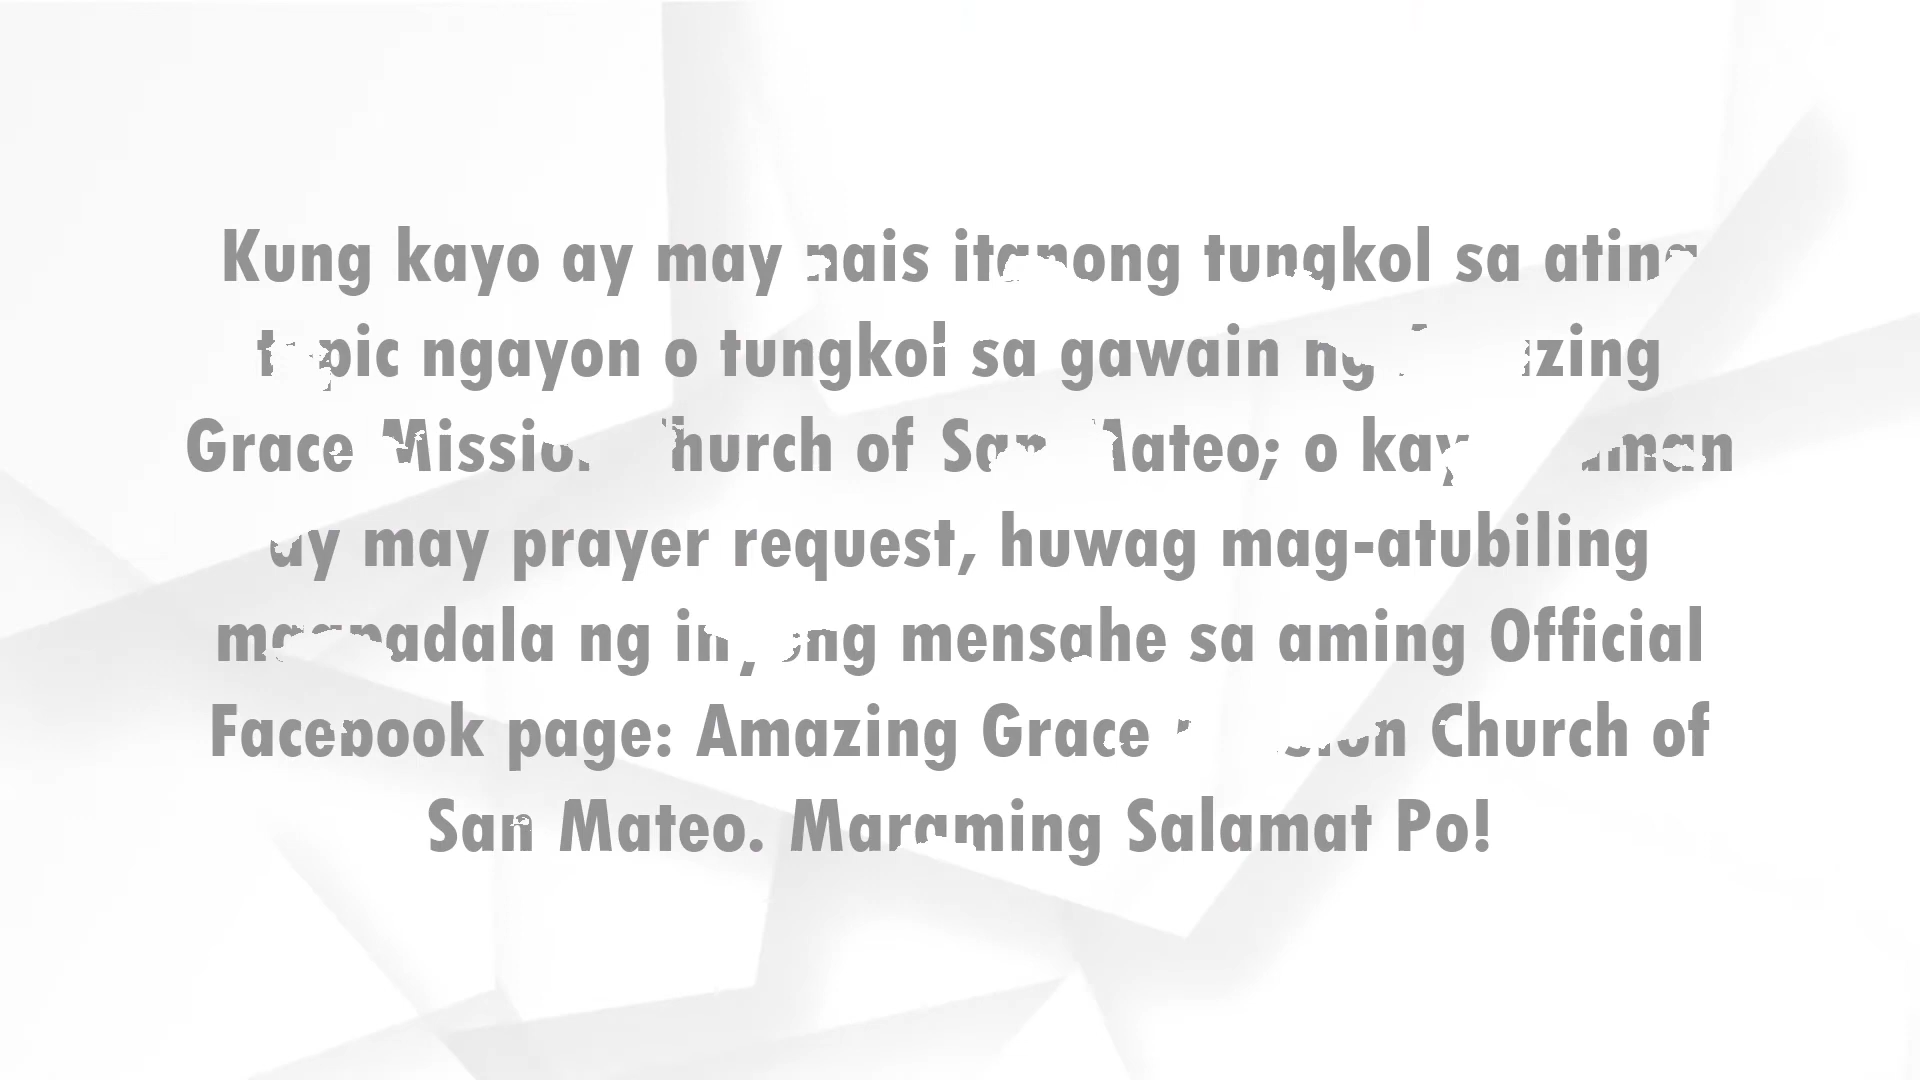 Kung kayo ay may nais itanong tungkol sa ating
topic ngayon o tungkol sa gawain ng Amazing
Grace Mission Church of San Mateo; o kaya naman
ay may prayer request, huwag mag-atubiling
magpadala ng inyong mensahe sa aming Official
Facebook page: Amazing Grace Mission Church of
San Mateo. Maraming Salamat Po!